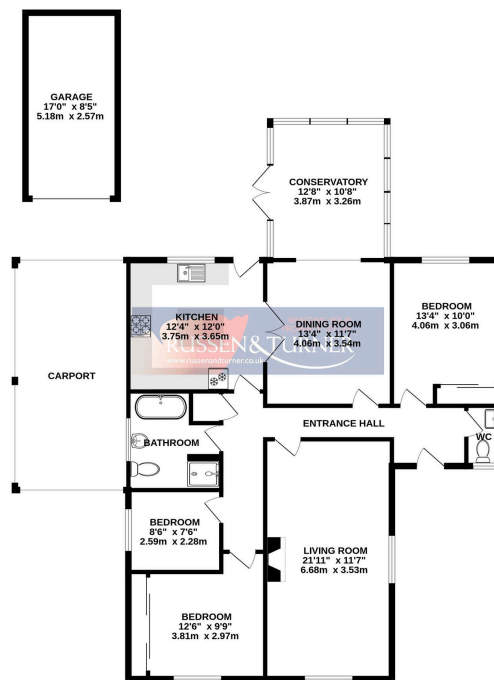 GARAGE
17'0" x 8'5"
5.18m x 2.57m
CONSERVATORY
12'8" x 10'8"
3.87m x 3.26m
KITCHEN
12'4" x 12'0"
3.75m x 3.65m
DINING ROOM
13'4" x 11'7"
4.06m x 3.54m
BEDROOM
13'4" x 10'0"
4.06m x 3.06m
RUSSEN & TURNER
www.russenandturner.co.uk
CARPORT
ENTRANCE HALL
WC
BATHROOM
BEDROOM
8'6" x 7'6"
2.59m x 2.28m
LIVING ROOM
21'11" x 11'7"
6.68m x 3.53m
BEDROOM
12'6" x 9'9"
3.81m x 2.97m